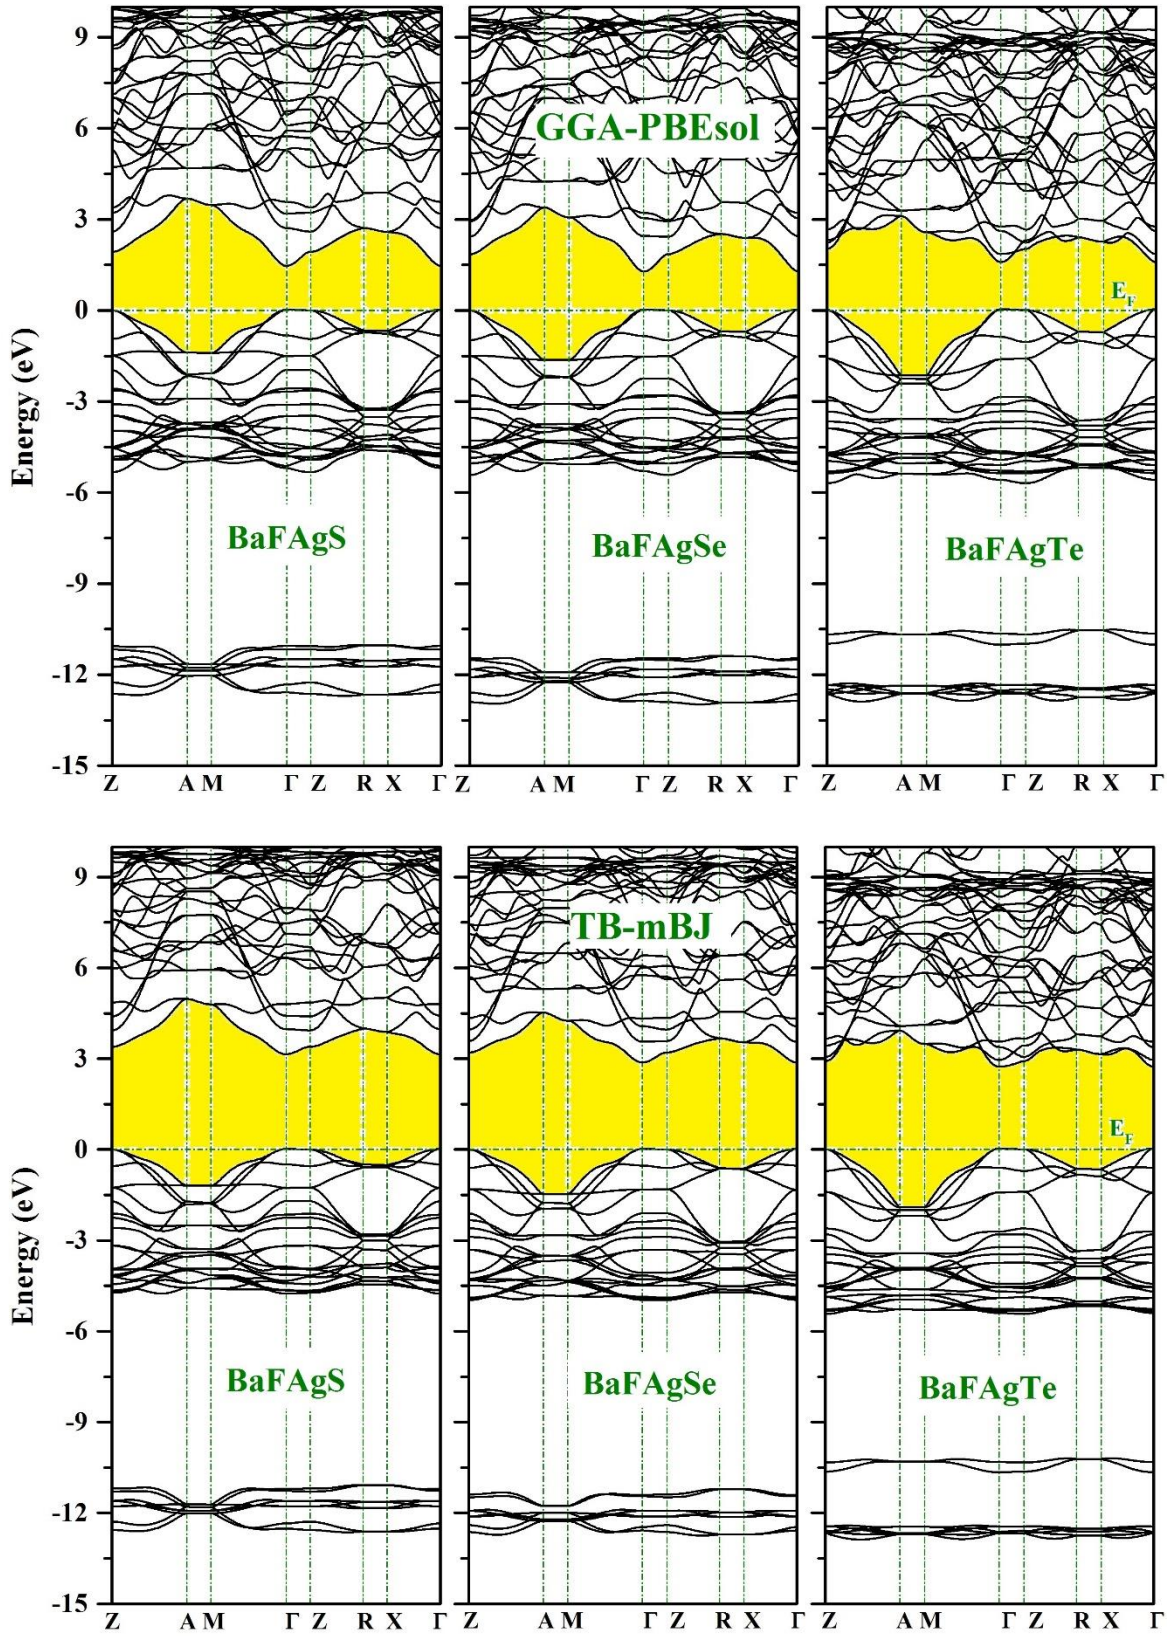 9
6
3
0
-3
-6
-9
-12
-15
Energy (eV)
GGA-PBEsol
E_F
BaFAgS
BaFAgSe
BaFAgTe
Z A M Γ Z R X Γ
Z A M Γ Z R X Γ
Z A M Γ Z R X Γ
9
6
3
0
-3
-6
-9
-12
-15
Energy (eV)
TB-mBJ
E_F
BaFAgS
BaFAgSe
BaFAgTe
Z A M Γ Z R X Γ
Z A M Γ Z R X Γ
Z A M Γ Z R X Γ